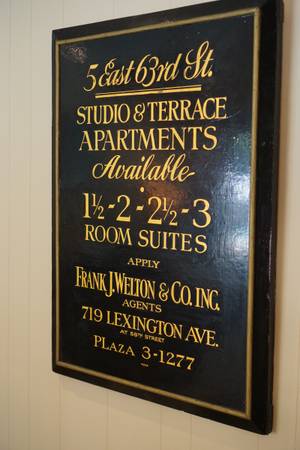 5 East 63rd St.
STUDIO & TERRACE
APARTMENTS
Available
1½-2-2½-3
ROOM SUITES
APPLY
FRANK J. WELTON & CO. INC.
AGENTS
719 LEXINGTON AVE.
AT 58TH STREET
PLAZA 3-1277